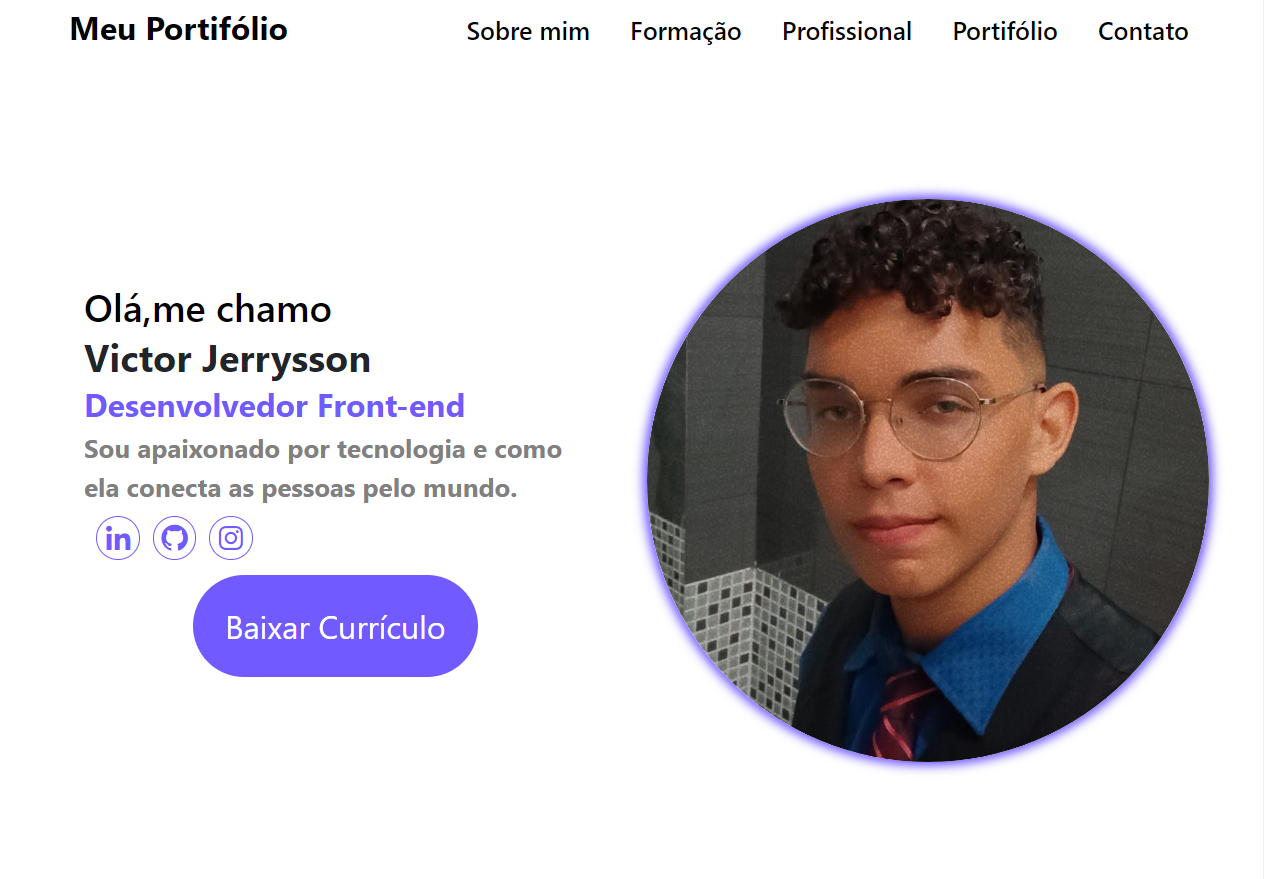 Meu Portifólio
Sobre mim Formação Profissional Portifólio Contato
Olá,me chamo
Victor Jerrysson
Desenvolvedor Front-end
Sou apaixonado por tecnologia e como
ela conecta as pessoas pelo mundo.
in
Baixar Currículo